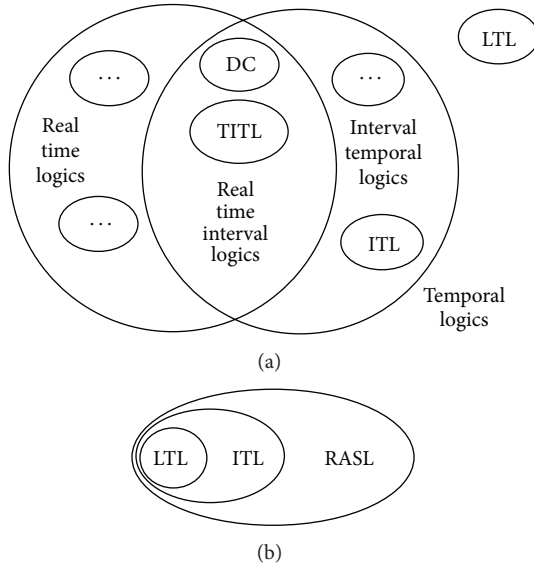 LTL
DC
...
...
TITL
Real
time
logics
Interval
temporal
logics
Real
time
interval
logics
...
ITL
Temporal
logics
(a)
LTL
ITL
RASL
(b)